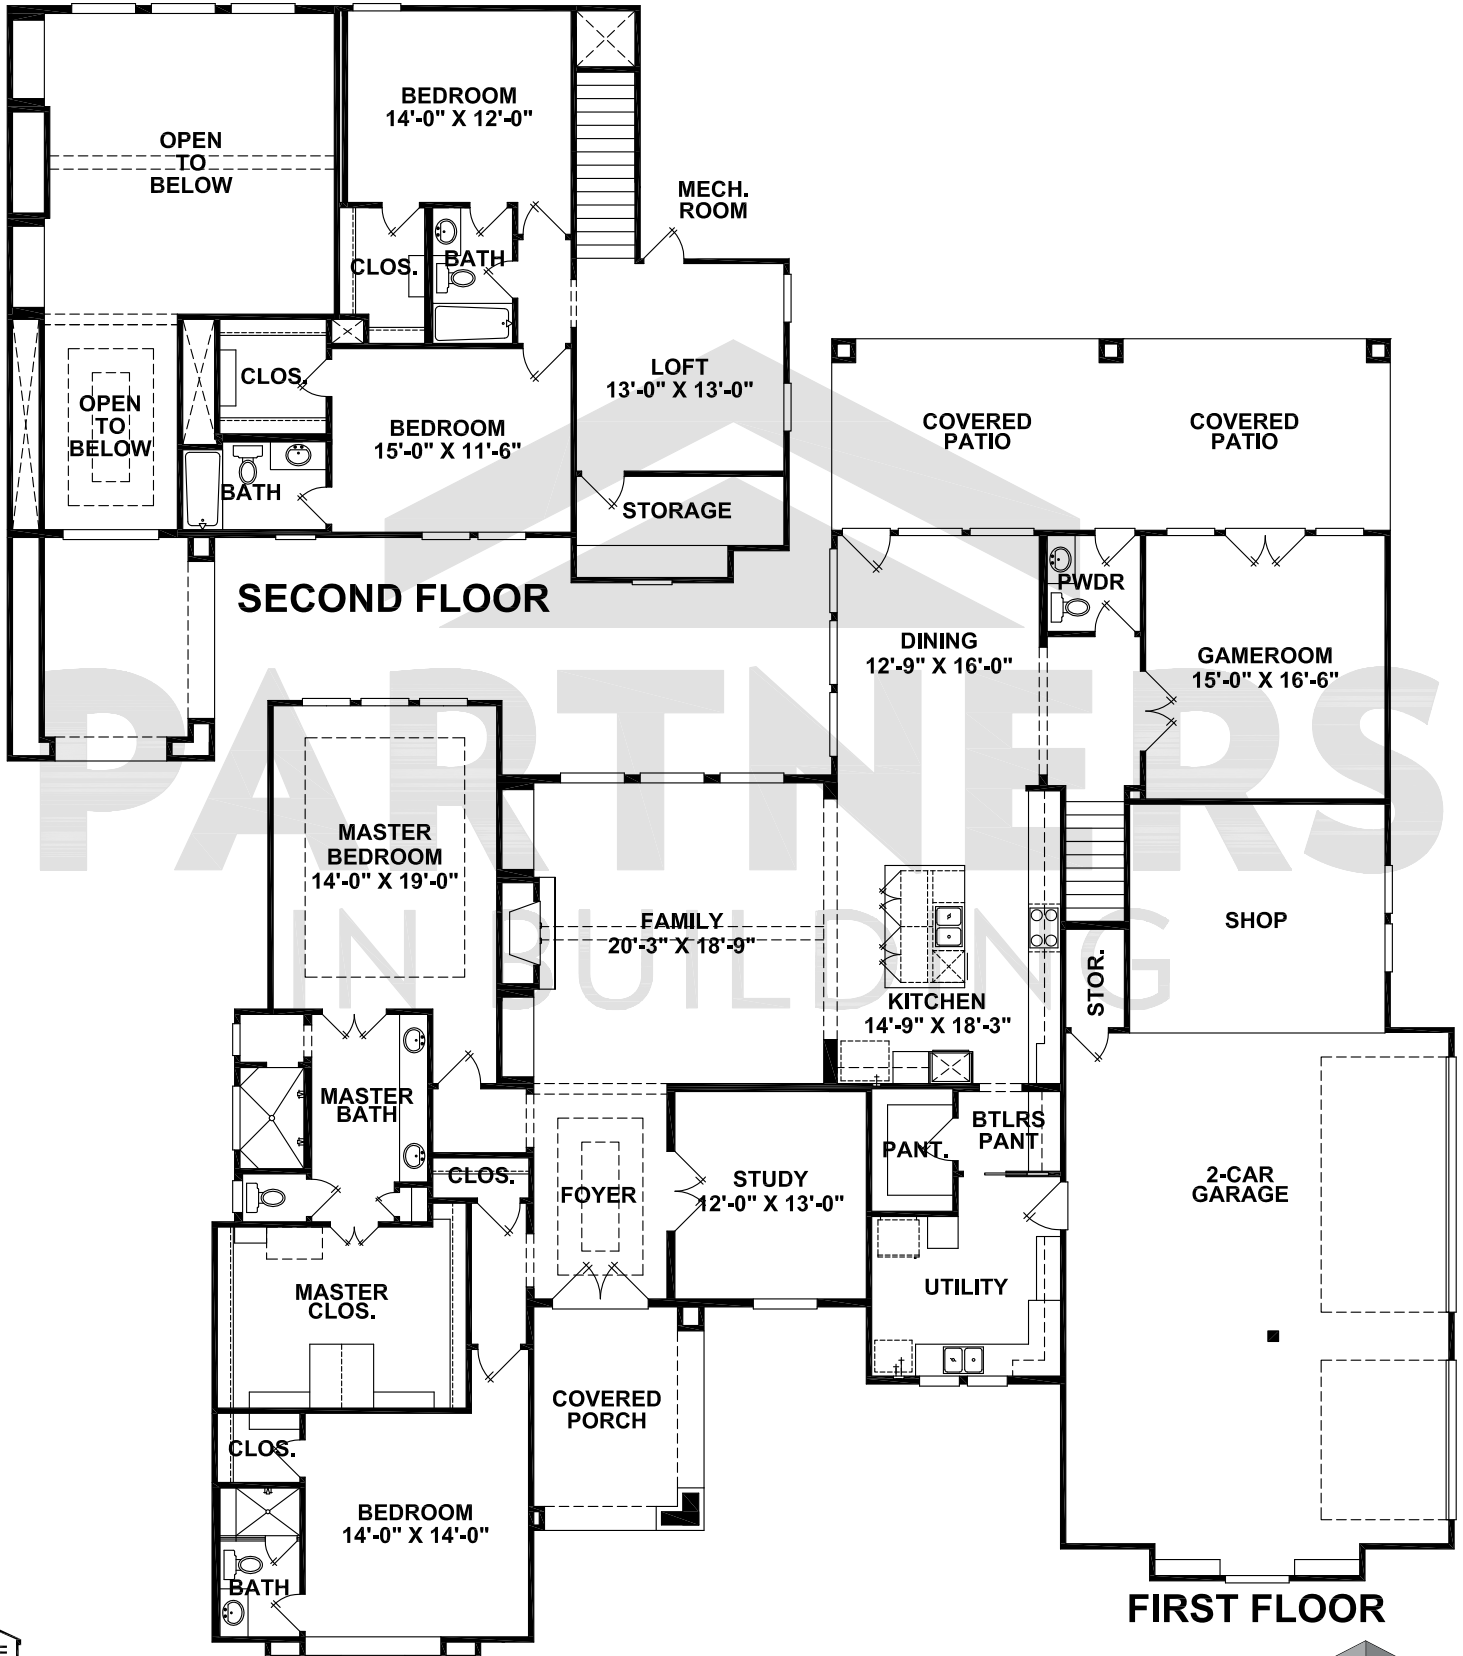 OPEN
TO
BELOW
BEDROOM
14'-0" X 12'-0"
MECH.
ROOM
CLOS.
BATH
LOFT
13'-0" X 13'-0"
CLOS.
OPEN
TO
BELOW
BEDROOM
15'-0" X 11'-6"
BATH
STORAGE
SECOND FLOOR
COVERED
PATIO
COVERED
PATIO
PWDR
DINING
12'-9" X 16'-0"
GAMEROOM
15'-0" X 16'-6"
PARTNERS
IN BUILDING
MASTER
BEDROOM
14'-0" X 19'-0"
FAMILY
20'-3" X 18'-9"
SHOP
STOR.
KITCHEN
14'-9" X 18'-3"
MASTER
BATH
BTLRS
PANT
PANT.
CLOS.
FOYER
STUDY
12'-0" X 13'-0"
2-CAR
GARAGE
UTILITY
MASTER
CLOS.
COVERED
PORCH
CLOS.
BEDROOM
14'-0" X 14'-0"
BATH
FIRST FLOOR